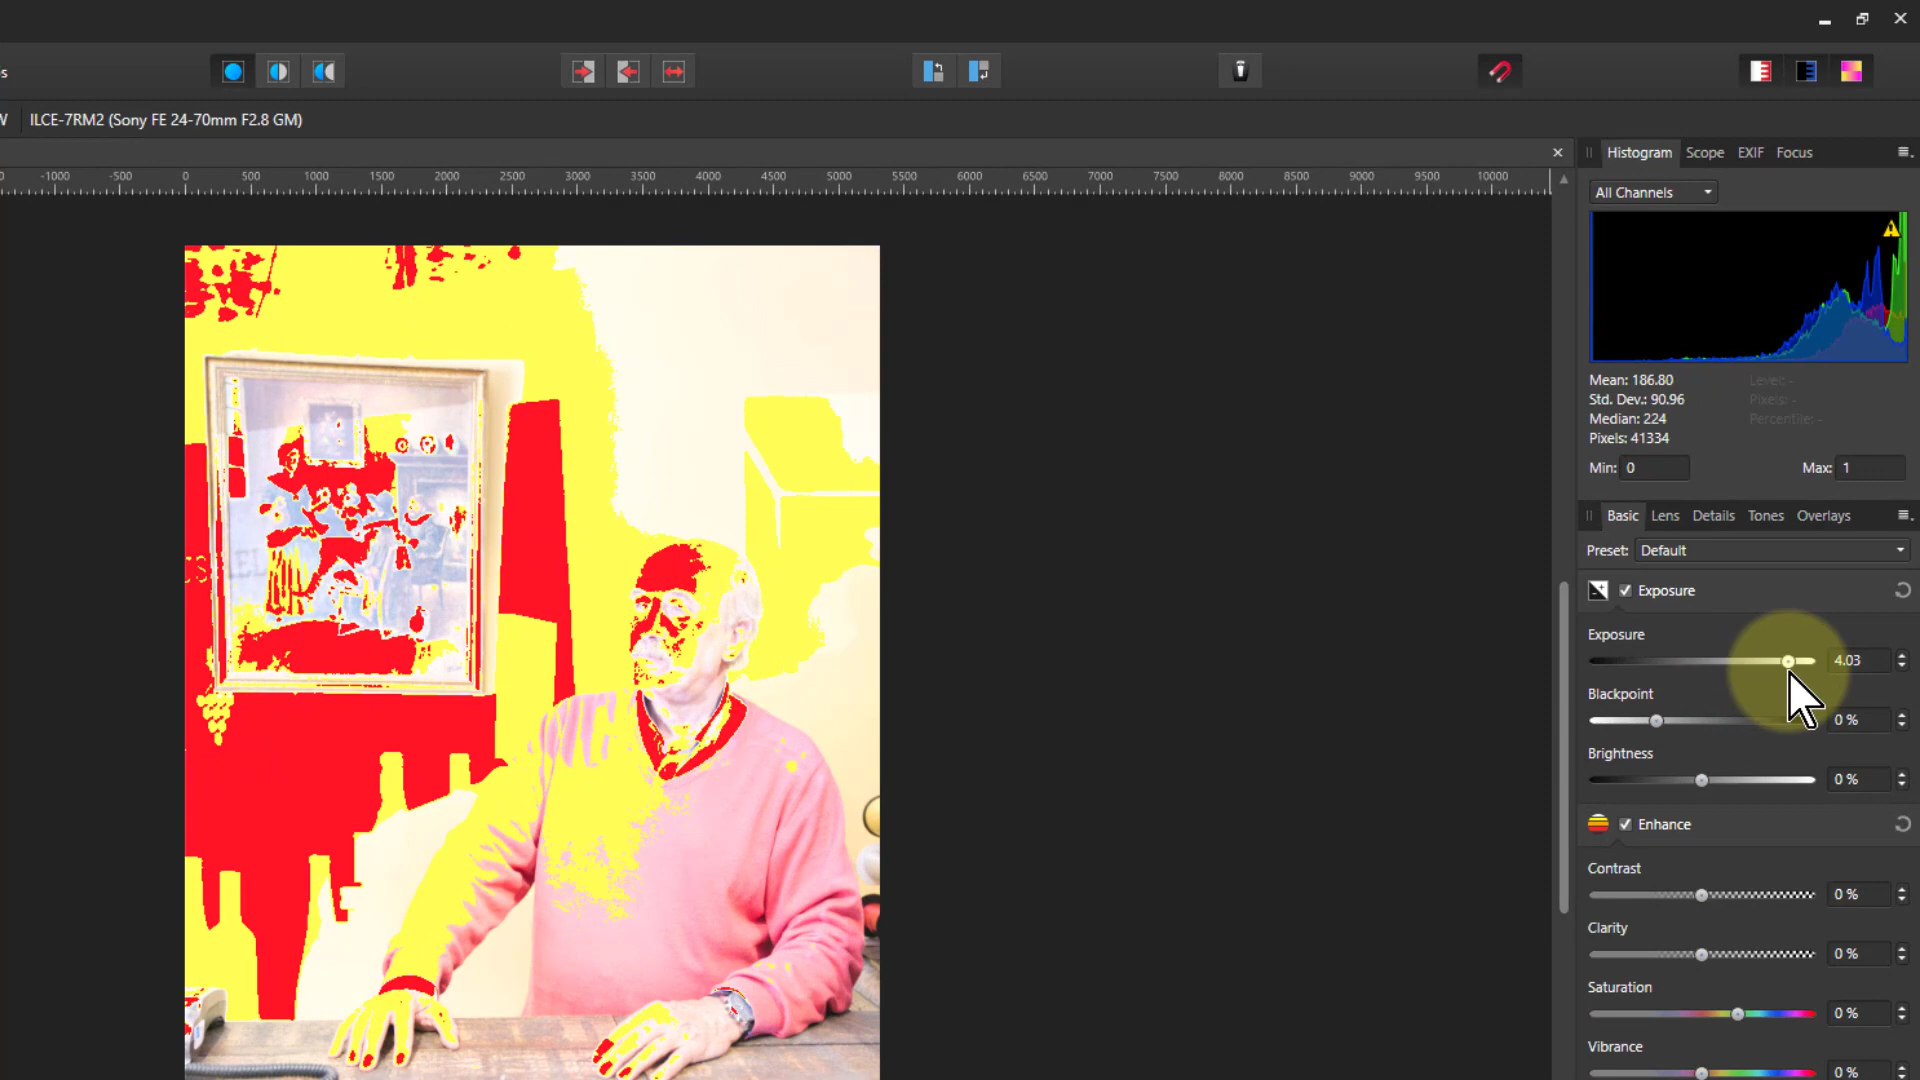 s
W ILCE-7RM2 (Sony FE 24-70mm F2.8 GM)
Histogram Scope EXIF Focus
0 -1000 -500 0 500 1000 1500 2000 2500 3000 3500 4000 4500 5000 5500 6000 6500 7000 7500 8000 8500 9000 9500 10000
All Channels
Mean: 186.80 Level: -
Std. Dev.: 90.96 Pixels: -
Median: 224 Percentile: -
Pixels: 41334
Min: 0 Max: 1
Basic Lens Details Tones Overlays
Preset: Default
Exposure
Exposure
4.03
Blackpoint
0 %
Brightness
0 %
Enhance
Contrast
0 %
Clarity
0 %
Saturation
0 %
Vibrance
0 %